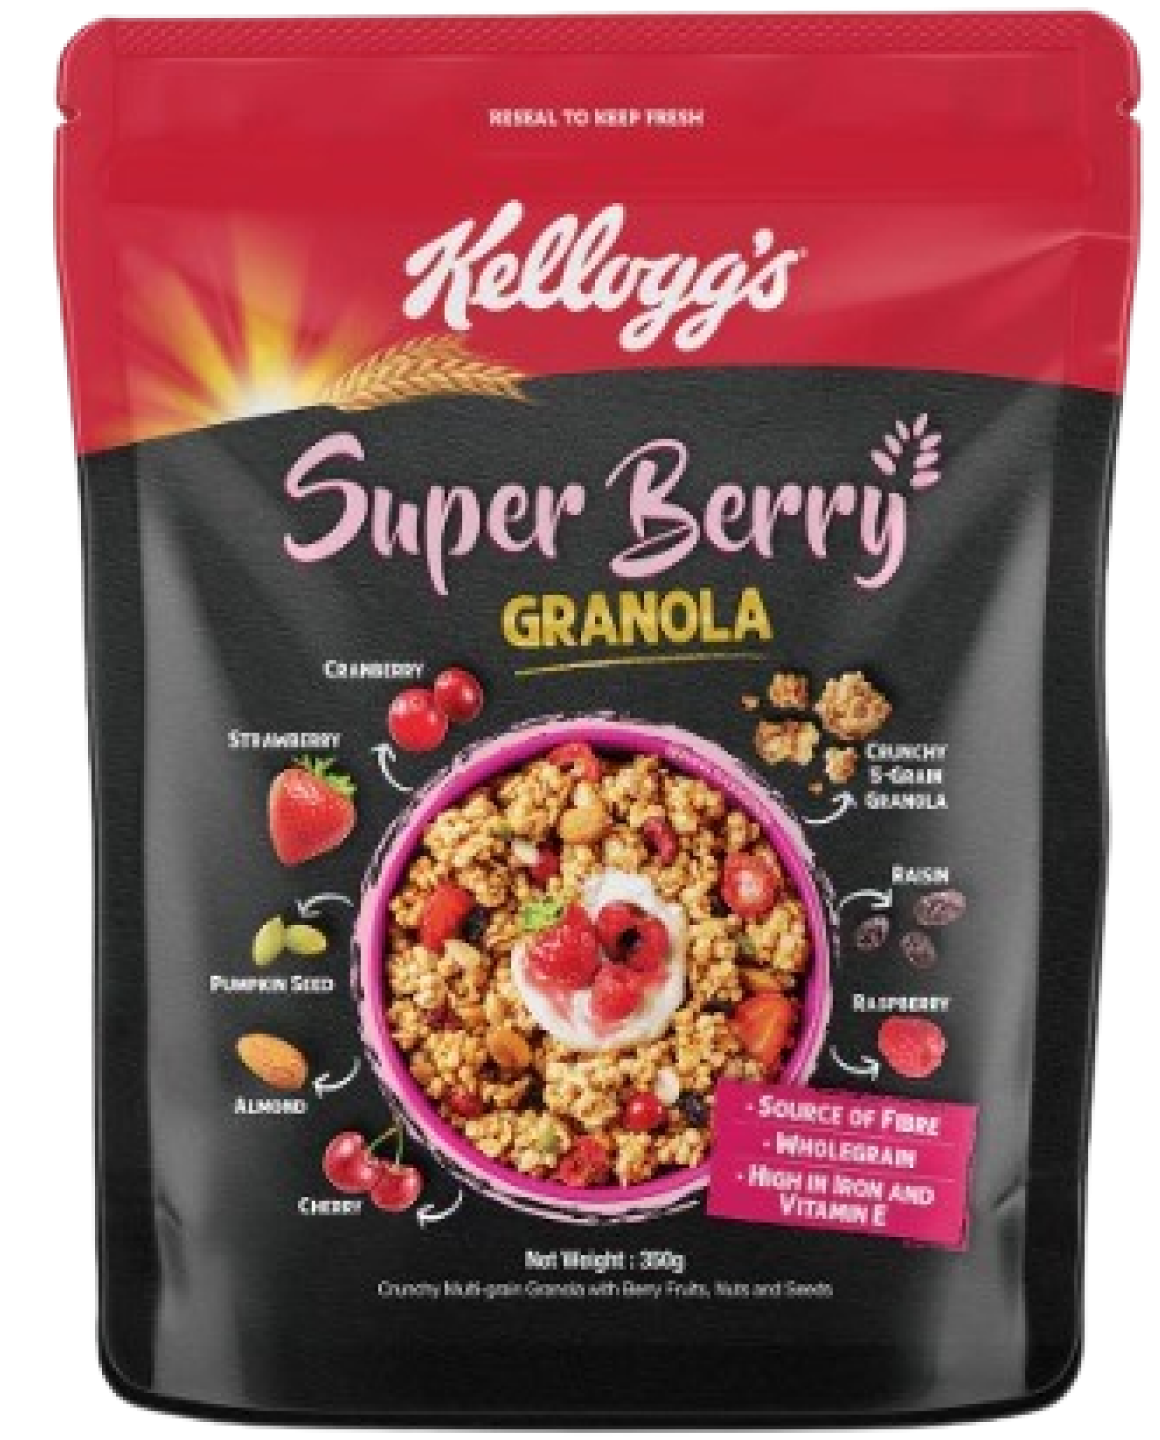 RESEAL TO KEEP FRESH
Kellogg's
Super Berry
GRANOLA
CRANBERRY
STRAWBERRY
CRUNCHY
5-GRAIN
GRANOLA
RAISIN
PUMPKIN SEED
RASPBERRY
ALMOND
CHERRY
· SOURCE OF FIBRE
· WHOLEGRAIN
· HIGH IN IRON AND
VITAMIN E
Net Weight : 350g
Crunchy Multi-grain Granola with Berry Fruits, Nuts and Seeds